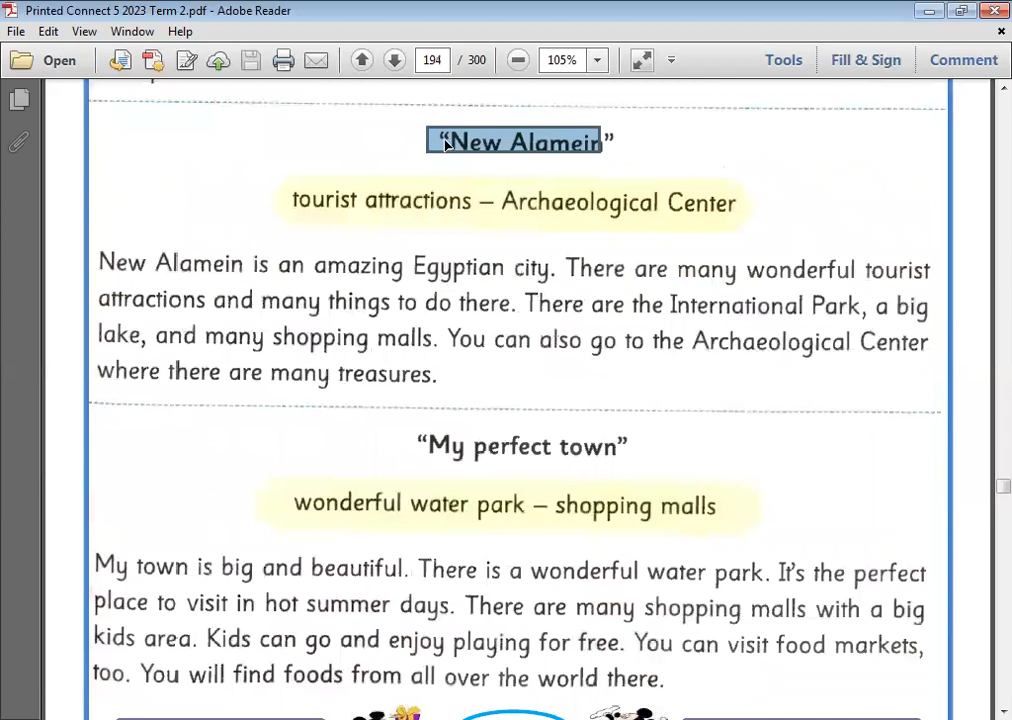 Printed Connect 5 2023 Term 2.pdf - Adobe Reader
File Edit View Window Help
Open 194 / 300 105% Tools Fill & Sign Comment
“New Alamein”
tourist attractions – Archaeological Center
New Alamein is an amazing Egyptian city. There are many wonderful tourist
attractions and many things to do there. There are the International Park, a big
lake, and many shopping malls. You can also go to the Archaeological Center
where there are many treasures.
“My perfect town”
wonderful water park – shopping malls
My town is big and beautiful. There is a wonderful water park. It's the perfect
place to visit in hot summer days. There are many shopping malls with a big
kids area. Kids can go and enjoy playing for free. You can visit food markets,
too. You will find foods from all over the world there.